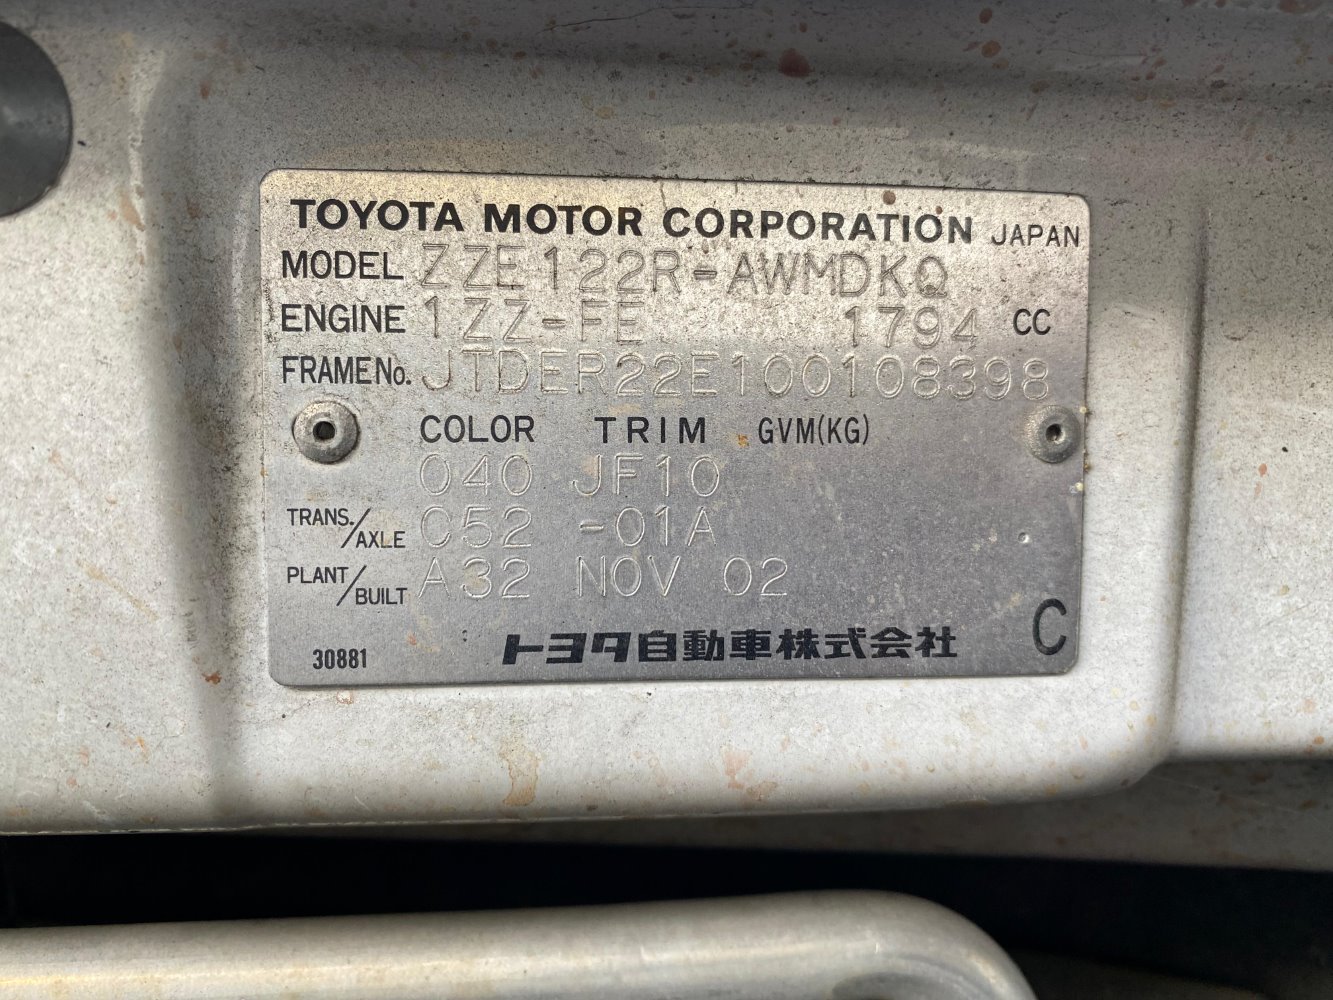 TOYOTA MOTOR CORPORATION JAPAN
MODEL ZZE122R-AWMDKQ
ENGINE 1ZZ-FE 1794 CC
FRAME No. JTDER22E100108398
COLOR TRIM GVM(KG)
040 JF10
TRANS./AXLE C52 -01A
PLANT/BUILT A32 NOV 02
30881 トヨタ自動車株式会社 C